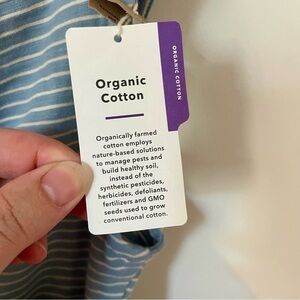 Organic
Cotton
ORGANIC COTTON
Organically farmed
cotton employs
nature-based solutions
to manage pests and
build healthy soil,
instead of the
synthetic pesticides,
herbicides, defoliants,
fertilizers and GMO
seeds used to grow
conventional cotton.